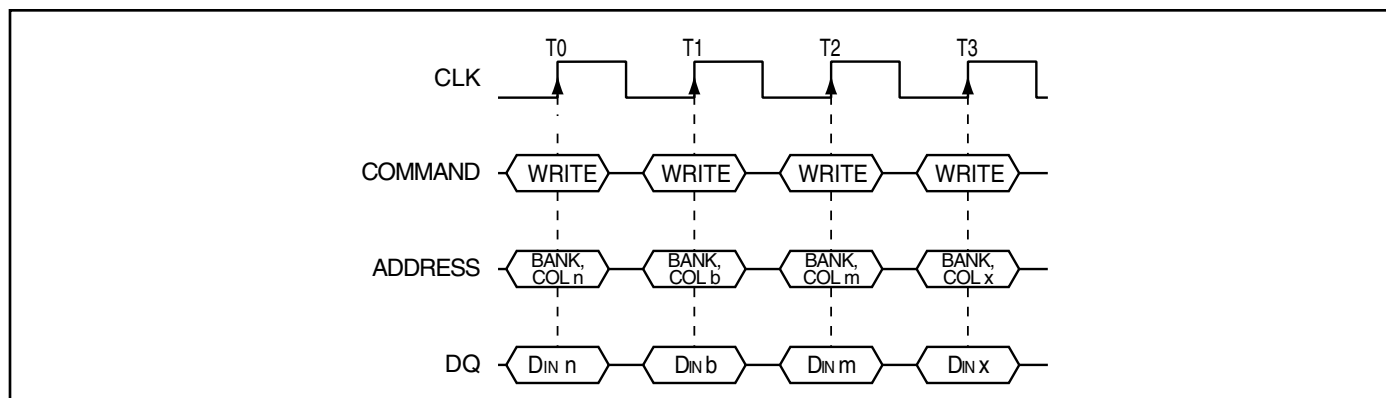 T0 T1 T2 T3
CLK
COMMAND WRITE WRITE WRITE WRITE
BANK, BANK, BANK, BANK,
ADDRESS
COL n COL b COL m COL x
DQ DIN n DIN b DIN m DIN x